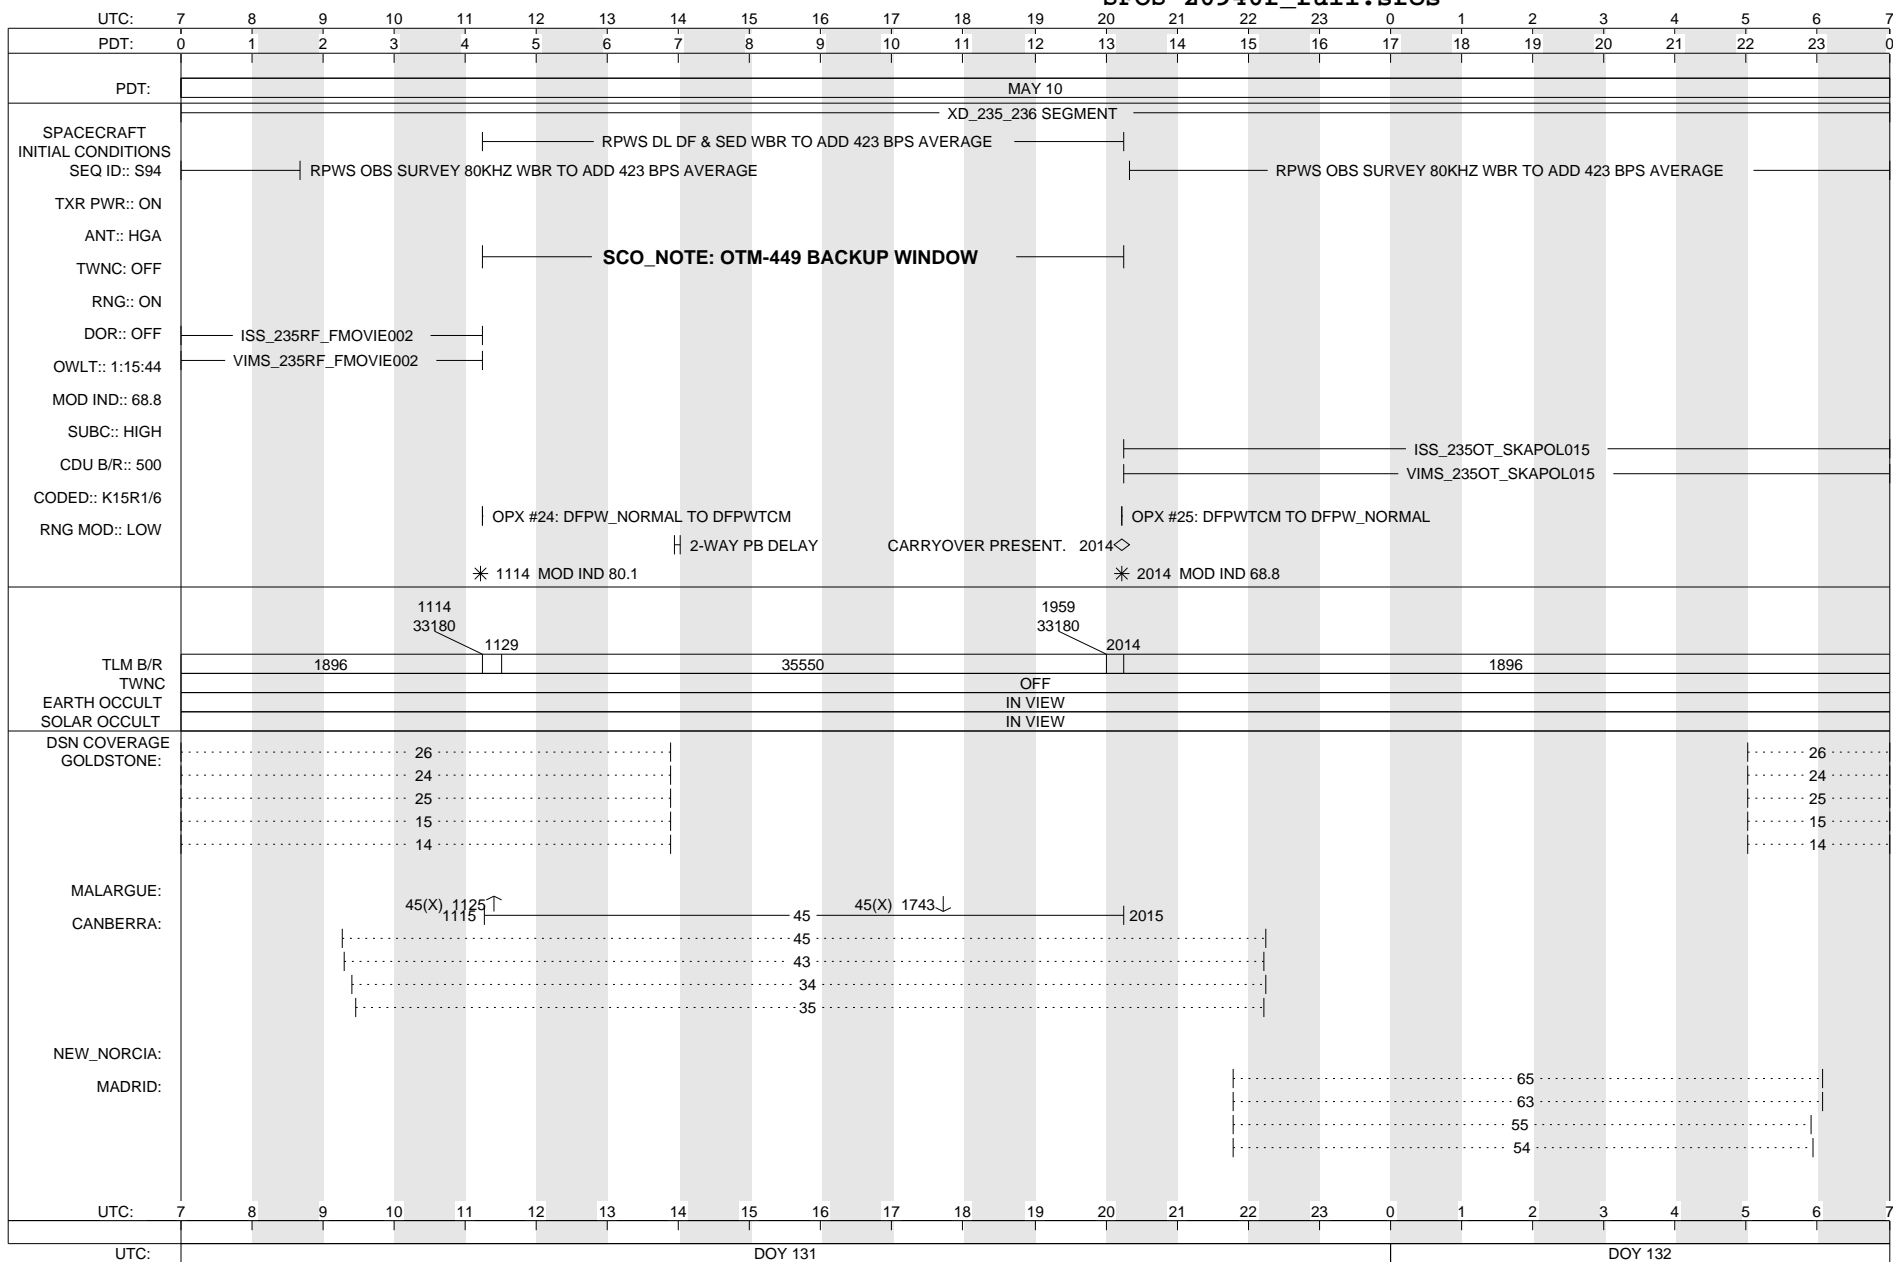 UTC: 7 8 9 10 11 12 13 14 15 16 17 18 19 20 21 22 23 0 1 2 3 4 5 6 7
PDT: 0 1 2 3 4 5 6 7 8 9 10 11 12 13 14 15 16 17 18 19 20 21 22 23 0
PDT: MAY 10
XD_235_236 SEGMENT
SPACECRAFT
INITIAL CONDITIONS
RPWS DL DF & SED WBR TO ADD 423 BPS AVERAGE
SEQ ID:: S94 RPWS OBS SURVEY 80KHZ WBR TO ADD 423 BPS AVERAGE RPWS OBS SURVEY 80KHZ WBR TO ADD 423 BPS AVERAGE
TXR PWR:: ON
ANT:: HGA
SCO_NOTE: OTM-449 BACKUP WINDOW
TWNC: OFF
RNG:: ON
DOR:: OFF ISS_235RF_FMOVIE002
OWLT:: 1:15:44 VIMS_235RF_FMOVIE002
MOD IND:: 68.8
SUBC:: HIGH
ISS_235OT_SKAPOL015
CDU B/R:: 500 VIMS_235OT_SKAPOL015
CODED:: K15R1/6
OPX #24: DFPW_NORMAL TO DFPWTCM OPX #25: DFPWTCM TO DFPW_NORMAL
RNG MOD:: LOW
2-WAY PB DELAY CARRYOVER PRESENT. 2014
1114 MOD IND 80.1 2014 MOD IND 68.8
1114 1959
33180 33180
1129 2014
TLM B/R 1896 35550 1896
TWNC OFF
EARTH OCCULT IN VIEW
SOLAR OCCULT IN VIEW
DSN COVERAGE
GOLDSTONE: 26 26
24 24
25 25
15 15
14 14
MALARGUE:
45(X) 1125 45(X) 1743
CANBERRA: 1115 45 2015
45
43
34
35
NEW_NORCIA:
MADRID: 65
63
55
54
UTC: 7 8 9 10 11 12 13 14 15 16 17 18 19 20 21 22 23 0 1 2 3 4 5 6 7
UTC: DOY 131 DOY 132